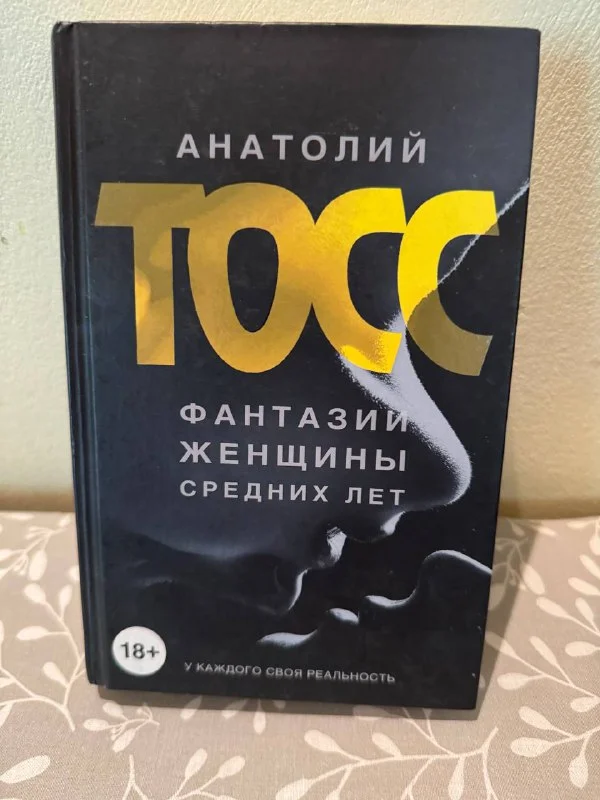 АНАТОЛИЙ
ТОСС
ФАНТАЗИИ
ЖЕНЩИНЫ
СРЕДНИХ ЛЕТ
18+
У КАЖДОГО СВОЯ РЕАЛЬНОСТЬ